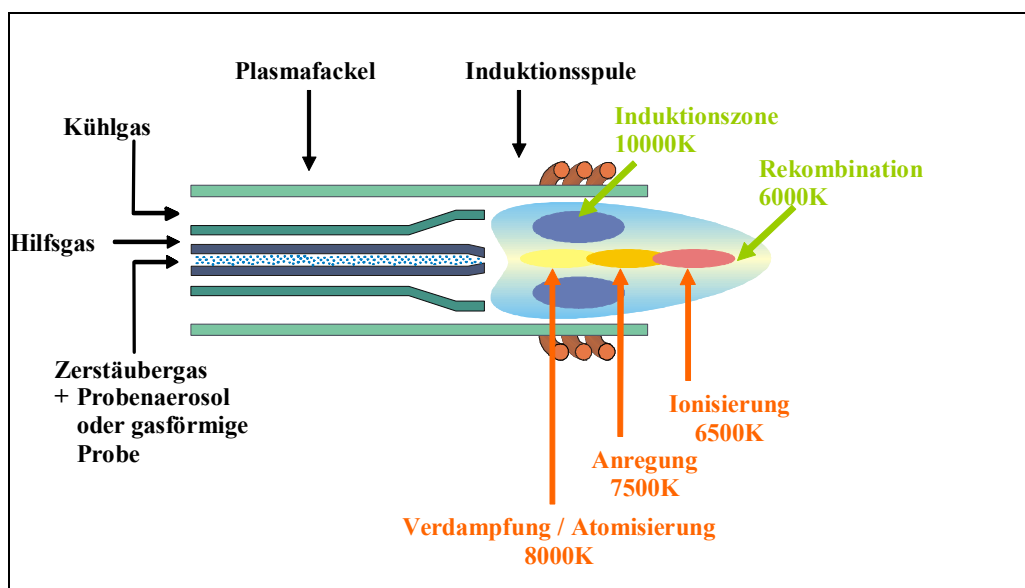 Plasmafackel
Induktionsspule
Kühlgas
Induktionszone
10000K
Rekombination
6000K
Hilfsgas
Zerstäubergas
+ Probenaerosol
oder gasförmige
Probe
Ionisierung
6500K
Anregung
7500K
Verdampfung / Atomisierung
8000K